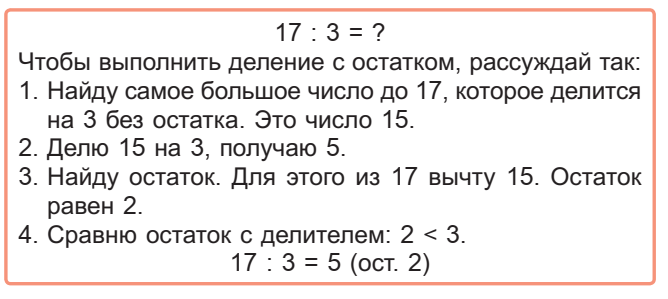 17 : 3 = ?
Чтобы выполнить деление с остатком, рассуждай так:
1. Найду самое большое число до 17, которое делится
на 3 без остатка. Это число 15.
2. Делю 15 на 3, получаю 5.
3. Найду остаток. Для этого из 17 вычту 15. Остаток
равен 2.
4. Сравню остаток с делителем: 2 < 3.
17 : 3 = 5 (ост. 2)